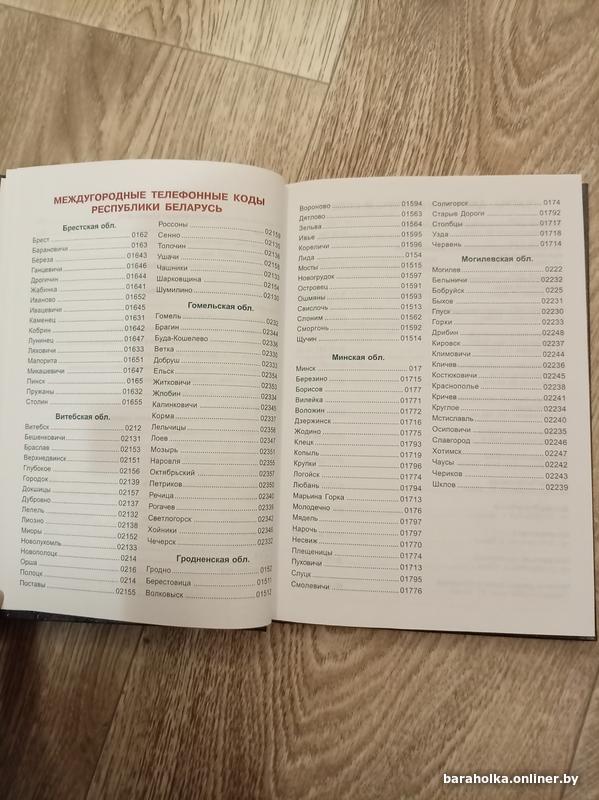 МЕЖДУГОРОДНЫЕ ТЕЛЕФОННЫЕ КОДЫ
РЕСПУБЛИКИ БЕЛАРУСЬ
Брестская обл.
Брест 0162
Барановичи 0163
Береза 01643
Ганцевичи 01646
Дрогичин 01644
Жабинка 01641
Иваново 01652
Ивацевичи 01645
Каменец 01631
Кобрин 01642
Лунинец 01647
Ляховичи 01633
Малорита 01651
Микашевичи 01647
Пинск 0165
Пружаны 01632
Столин 01655
Витебская обл.
Витебск 0212
Бешенковичи 02131
Браслав 02153
Верхнедвинск 02151
Глубокое 02156
Городок 02139
Докшицы 02157
Дубровно 02137
Лепель 02132
Лиозно 02138
Миоры 02152
Новолукомль 02133
Новополоцк 0214
Орша 0216
Полоцк 0214
Поставы 02155
Россоны 02159
Сенно 02135
Толочин 02136
Ушачи 02158
Чашники 02133
Шарковщина 02154
Шумилино 02130
Гомельская обл.
Гомель 0232
Брагин 02344
Буда-Кошелево 02336
Ветка 02330
Добруш 02333
Ельск 02354
Житковичи 02353
Жлобин 02334
Калинковичи 02345
Корма 02337
Лельчицы 02356
Лоев 02347
Мозырь 02351
Наровля 02355
Октябрьский 02357
Петриков 02350
Речица 02340
Рогачев 02339
Светлогорск 02342
Хойники 02346
Чечерск 02332
Гродненская обл.
Гродно 0152
Берестовица 01511
Волковыск 01512
Вороново 01594
Дятлово 01563
Зельва 01564
Ивье 01595
Кореличи 01596
Лида 0154
Мосты 01515
Новогрудок 01597
Островец 01591
Ошмяны 01593
Свислочь 01513
Слоним 01562
Сморгонь 01592
Щучин 01514
Минская обл.
Минск 017
Березино 01715
Борисов 0177
Вилейка 01771
Воложин 01772
Дзержинск 01716
Жодино 01775
Клецк 01793
Копыль 01719
Крупки 01796
Логойск 01774
Любань 01794
Марьина Горка 01713
Молодечно 0176
Мядель 01797
Нарочь 01797
Несвиж 01770
Плещеницы 01774
Пуховичи 01713
Слуцк 01795
Смолевичи 01776
Солигорск 0174
Старые Дороги 01792
Столбцы 01717
Узда 01718
Червень 01714
Могилевская обл.
Могилев 0222
Белыничи 02232
Бобруйск 0225
Быхов 02231
Глуск 02230
Горки 02233
Дрибин 02248
Кировск 02237
Климовичи 02244
Кличев 02236
Костюковичи 02245
Краснополье 02238
Кричев 02241
Круглое 02234
Мстиславль 02240
Осиповичи 02235
Славгород 02246
Хотимск 02247
Чаусы 02242
Чериков 02243
Шклов 02239
baraholka.onliner.by